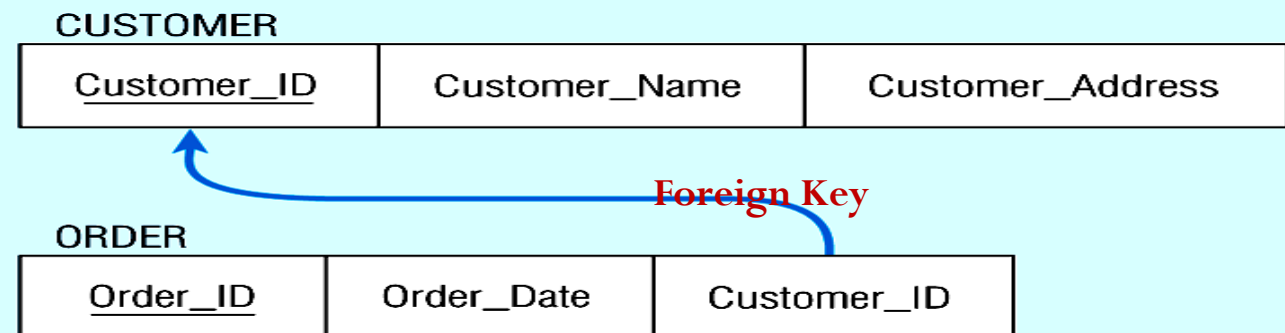 CUSTOMER
Customer_ID Customer_Name Customer_Address
Foreign Key
ORDER
Order_ID Order_Date Customer_ID